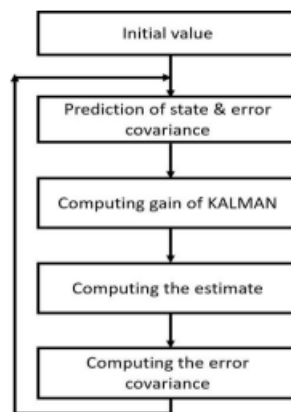 Initial value
Prediction of state & error
covariance
Computing gain of KALMAN
Computing the estimate
Computing the error
covariance